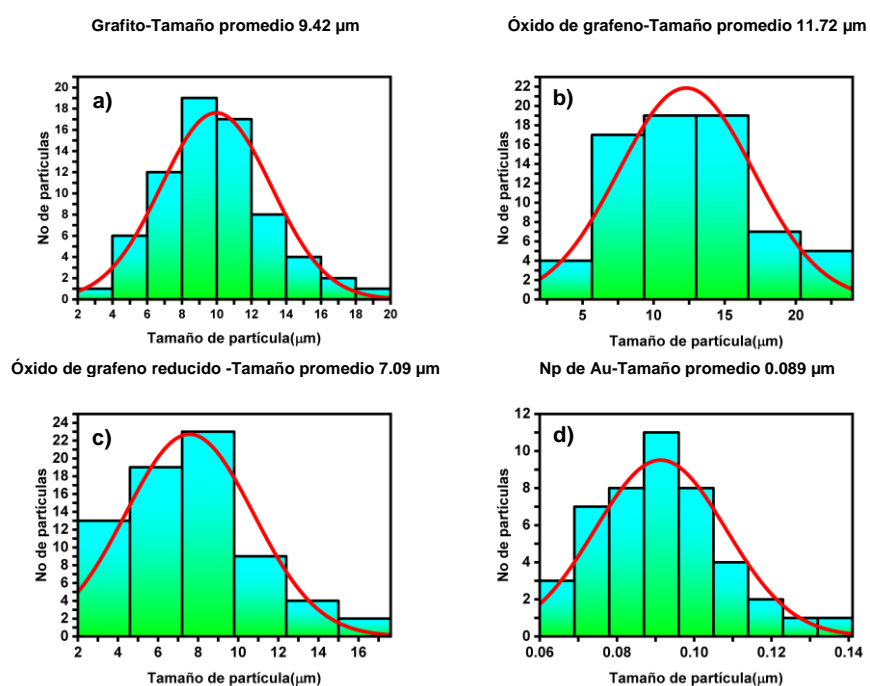 Grafito-Tamaño promedio 9.42 µm
a)
No de partículas
20
18
16
14
12
10
8
6
4
2
0
2 4 6 8 10 12 14 16 18 20
Tamaño de partícula(µm)
Óxido de grafeno-Tamaño promedio 11.72 µm
b)
No de partículas
22
20
18
16
14
12
10
8
6
4
2
0
5 10 15 20
Tamaño de partícula(µm)
Óxido de grafeno reducido -Tamaño promedio 7.09 µm
c)
No de partículas
24
22
20
18
16
14
12
10
8
6
4
2
0
2 4 6 8 10 12 14 16
Tamaño de partícula(µm)
Np de Au-Tamaño promedio 0.089 µm
d)
No de partículas
12
10
8
6
4
2
0
0.06 0.08 0.10 0.12 0.14
Tamaño de partícula(µm)